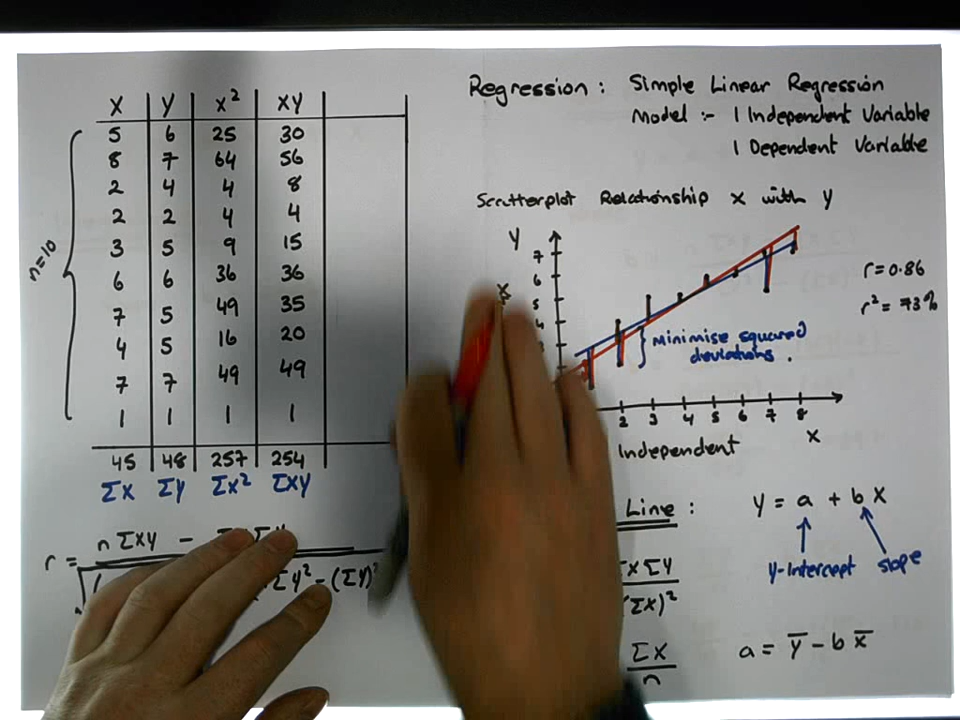 X Y X² XY
5 6 25 30
8 7 64 56
2 4 4 8
2 2 4 4
3 5 9 15
6 6 36 36
7 5 49 35
4 5 16 20
7 7 49 49
1 1 1 1
n=10
45 48 257 254
ΣX ΣY ΣX² ΣXY
r = nΣXY −
ΣY² − (ΣY)²
Regression : Simple Linear Regression
Model :- 1 Independent Variable
1 Dependent Variable
Scatterplot Relationship x with y
Y
7
6
5
4
r = 0.86
r² = 73%
Minimise squared
deviations .
2 3 4 5 6 7 8
Independent X
Line :
Y = a + b X
y-intercept slope
ΣY
ΣX)²
ΣX
n
a = Y̅ − b X̅